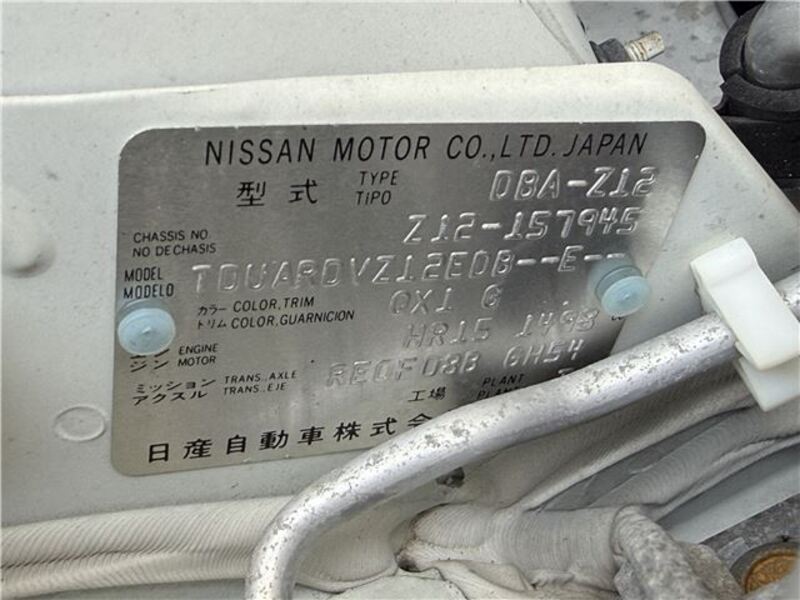 NISSAN MOTOR CO.,LTD. JAPAN
型式 TYPE TIPO DBA-Z12
CHASSIS NO. NO DE CHASIS Z12-157945
MODEL MODELO TDUARDVZ12EDB--E--
カラー COLOR, TRIM
トリム COLOR, GUARNICION QX1 G
ENGINE HR15 1498
ジン MOTOR
ミッション TRANS., AXLE RE0F08B GH54
アクスル TRANS., EJE 工場 PLANT
日産自動車株式会